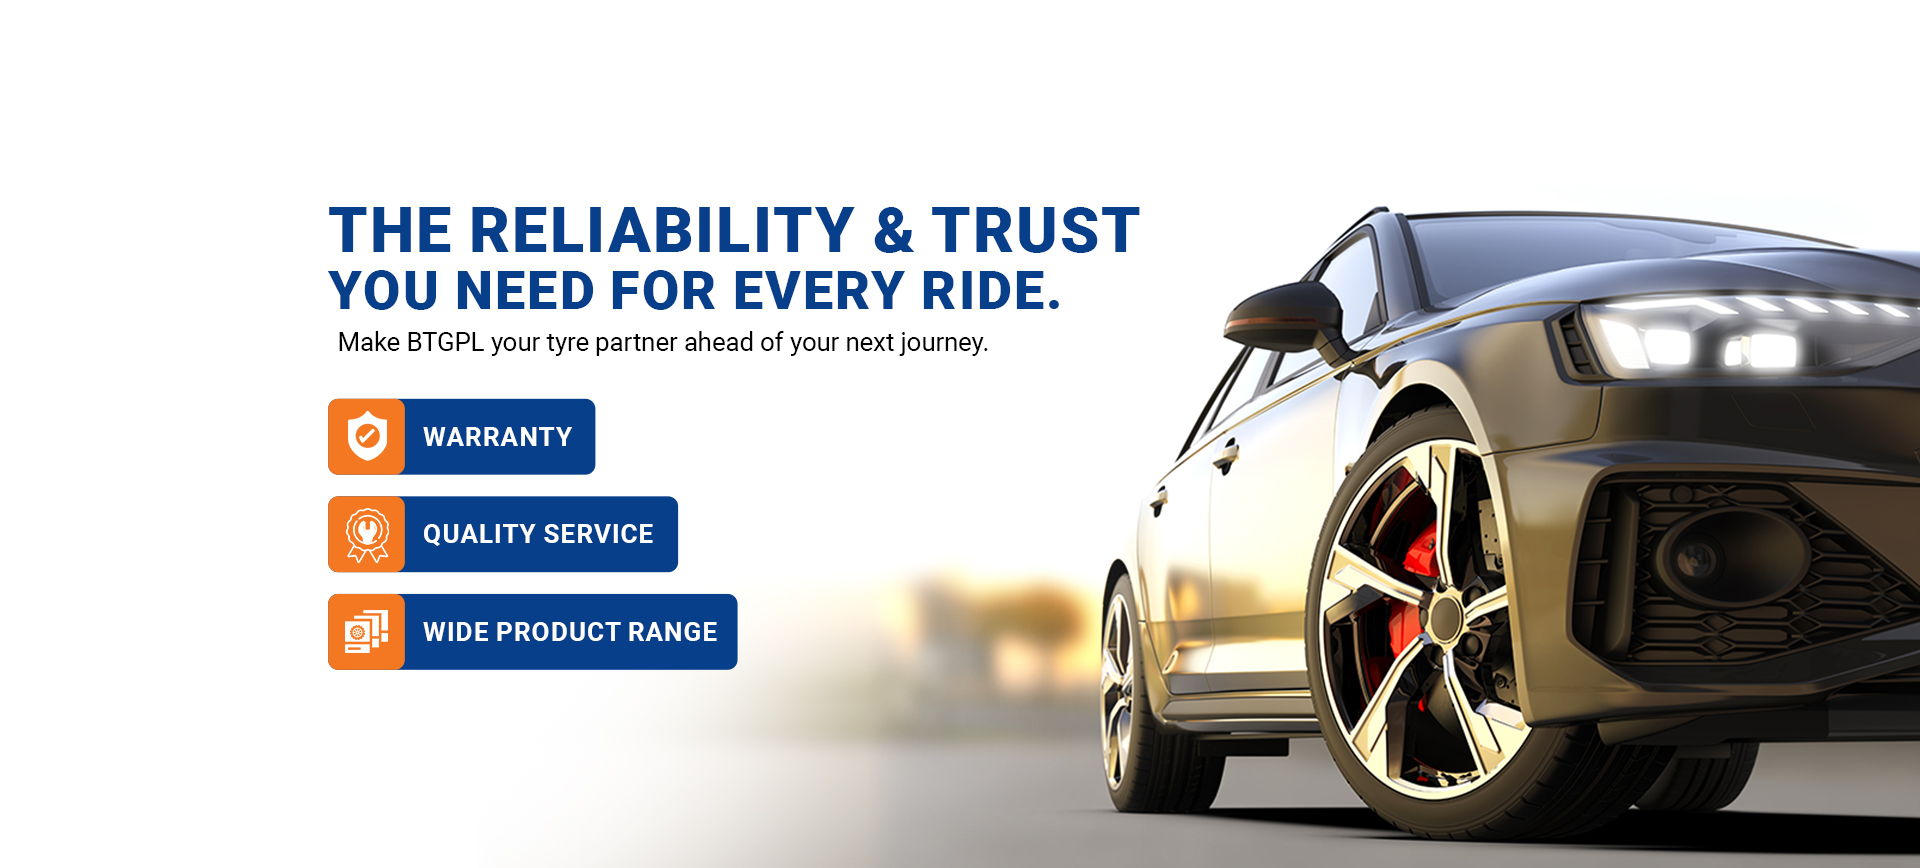 THE RELIABILITY & TRUST
YOU NEED FOR EVERY RIDE.
Make BTGPL your tyre partner ahead of your next journey.
WARRANTY
QUALITY SERVICE
WIDE PRODUCT RANGE